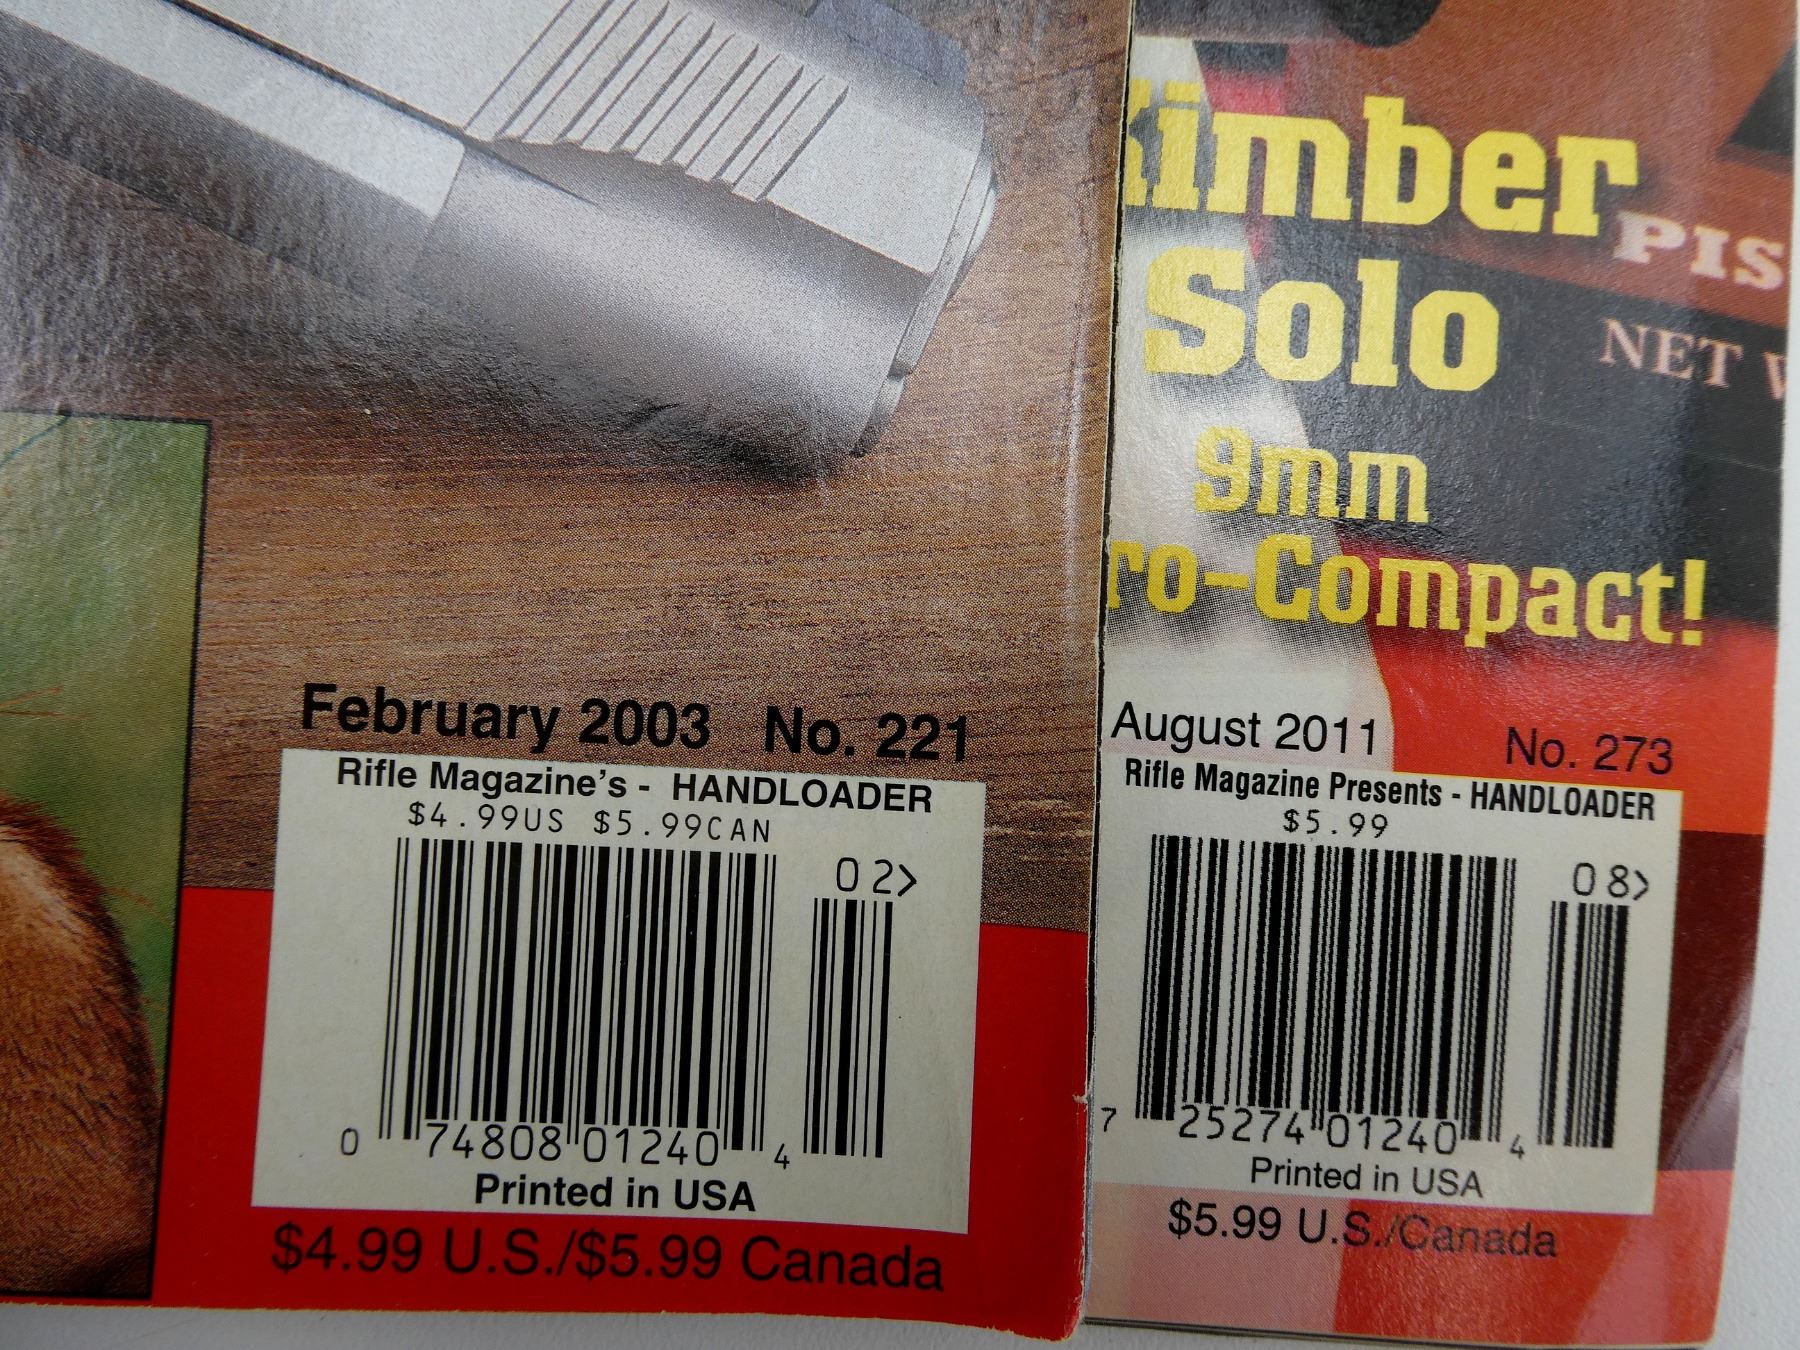 February 2003 No. 221
Rifle Magazine's - HANDLOADER
$4.99US $5.99CAN
02>
0 74808 01240 4
Printed in USA
$4.99 U.S./$5.99 Canada
imber
PIS
Solo
NET
9mm
ro-Compact!
August 2011 No. 273
Rifle Magazine Presents - HANDLOADER
$5.99
08>
7 25274 01240 4
Printed in USA
$5.99 U.S./Canada